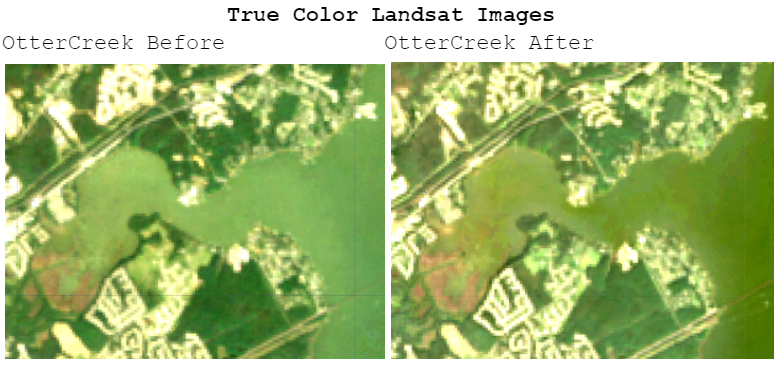 True Color Landsat Images
OtterCreek Before
OtterCreek After